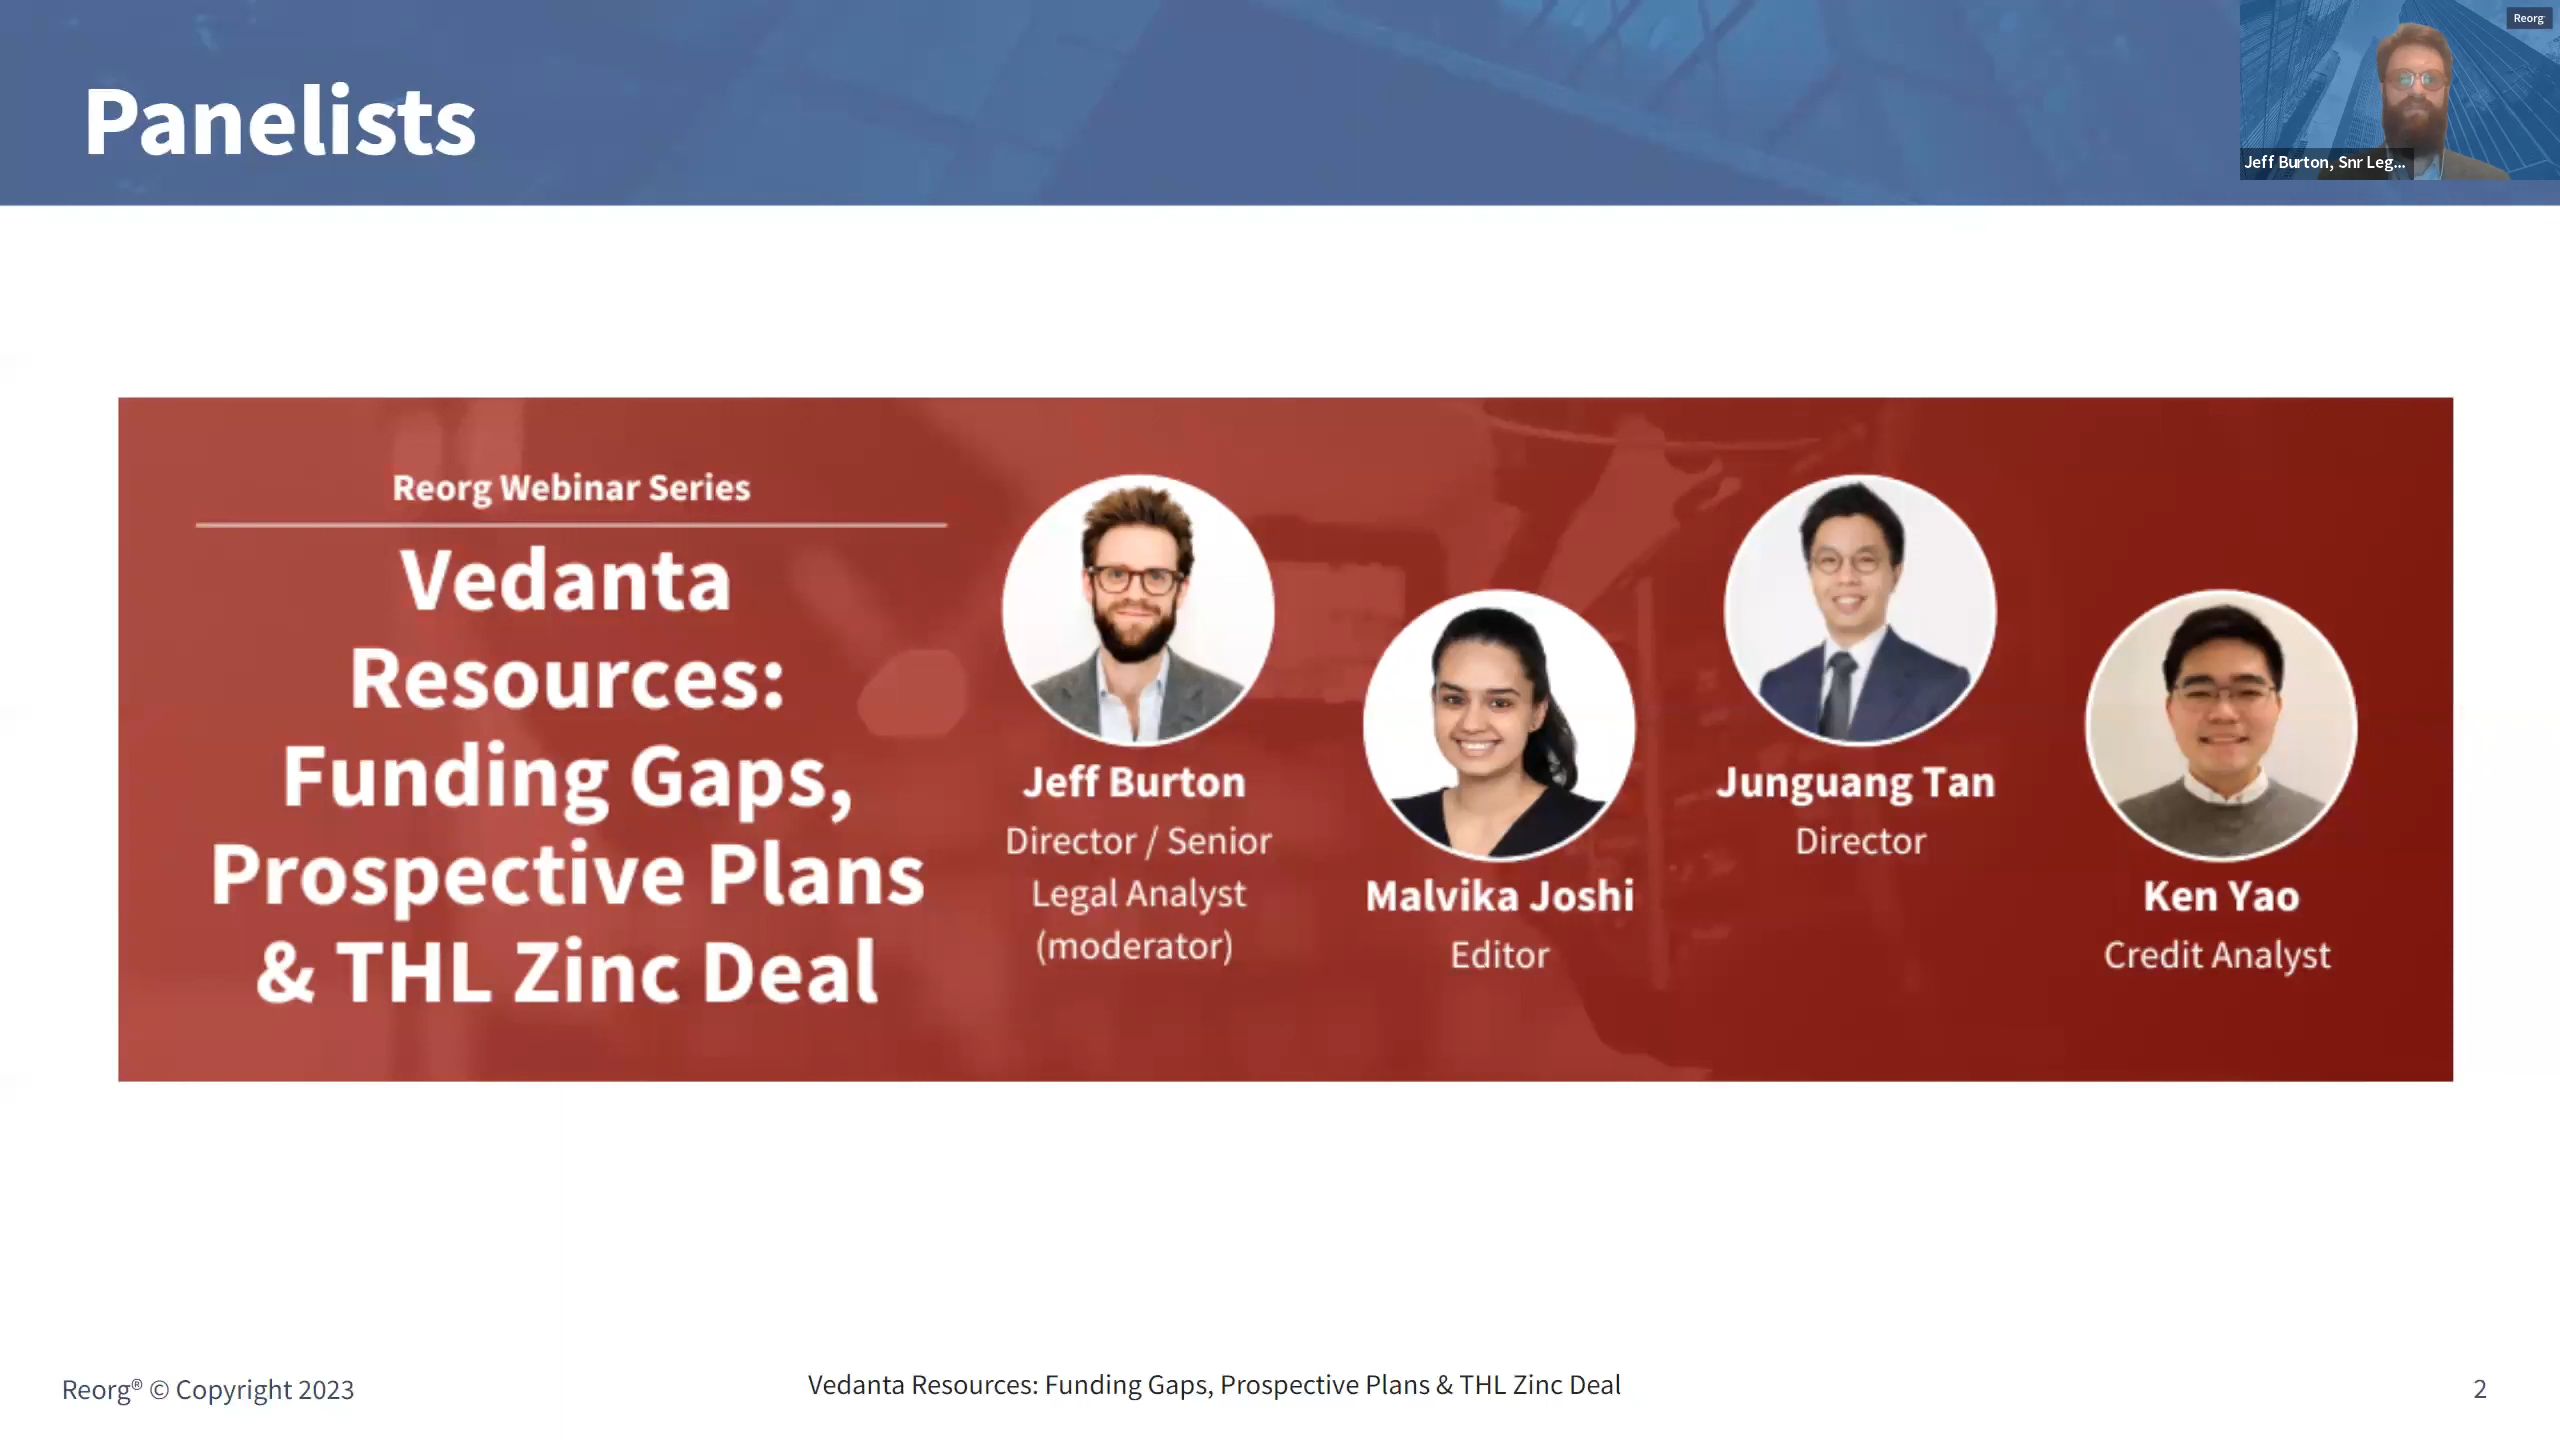 Panelists
Reorg
Jeff Burton, Snr Leg...
Reorg Webinar Series
Vedanta
Resources:
Funding Gaps,
Prospective Plans
& THL Zinc Deal
Jeff Burton
Director / Senior
Legal Analyst
(moderator)
Malvika Joshi
Editor
Junguang Tan
Director
Ken Yao
Credit Analyst
Reorg® © Copyright 2023
Vedanta Resources: Funding Gaps, Prospective Plans & THL Zinc Deal
2